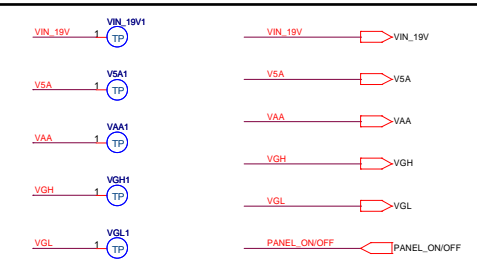 VIN_19V1
VIN_19V 1 TP
VIN_19V VIN_19V
V5A1
V5A 1 TP
V5A V5A
VAA1
VAA 1 TP
VAA VAA
VGH1
VGH 1 TP
VGH VGH
VGL1
VGL 1 TP
VGL VGL
PANEL_ON/OFF PANEL_ON/OFF